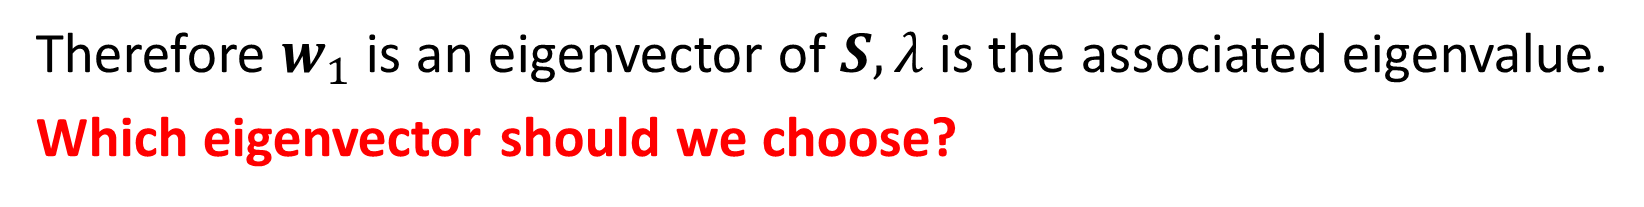 Therefore w₁ is an eigenvector of S, λ is the associated eigenvalue.
Which eigenvector should we choose?